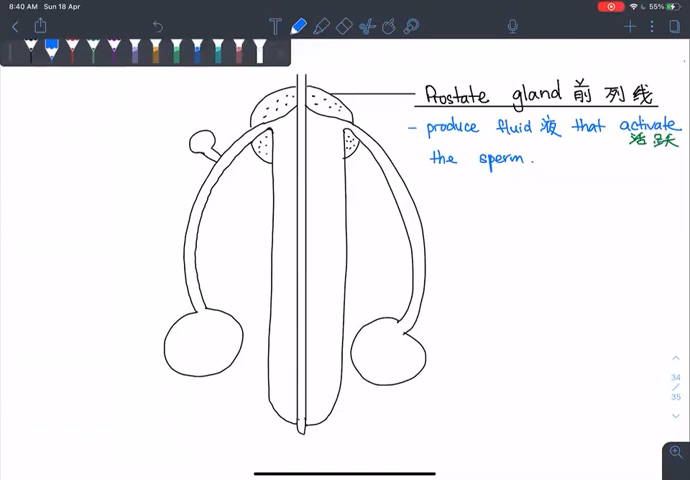 8:40 AM Sun 18 Apr
55%
Prostate gland 前列线
- produce fluid 液 that activate
活跃
the sperm.
34
/
35